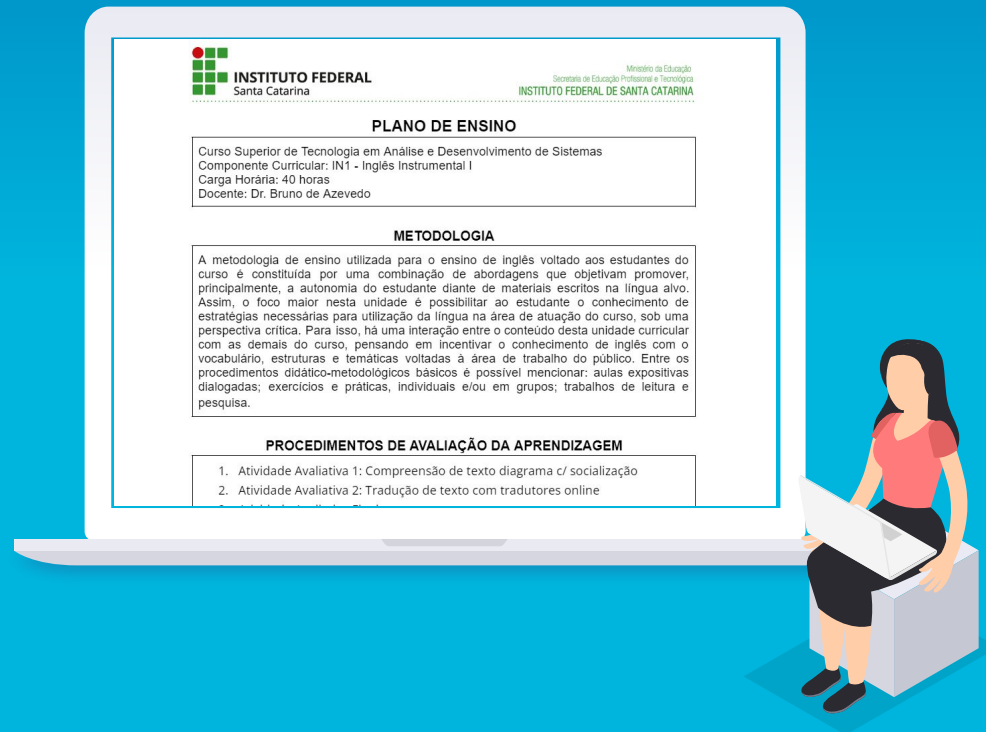 INSTITUTO FEDERAL
Santa Catarina
Ministério da Educação
Secretaria de Educação Profissional e Tecnológica
INSTITUTO FEDERAL DE SANTA CATARINA
PLANO DE ENSINO
Curso Superior de Tecnologia em Análise e Desenvolvimento de Sistemas
Componente Curricular: IN1 - Inglês Instrumental I
Carga Horária: 40 horas
Docente: Dr. Bruno de Azevedo
METODOLOGIA
A metodologia de ensino utilizada para o ensino de inglês voltado aos estudantes do
curso é constituída por uma combinação de abordagens que objetivam promover,
principalmente, a autonomia do estudante diante de materiais escritos na língua alvo.
Assim, o foco maior nesta unidade é possibilitar ao estudante o conhecimento de
estratégias necessárias para utilização da língua na área de atuação do curso, sob uma
perspectiva crítica. Para isso, há uma interação entre o conteúdo desta unidade curricular
com as demais do curso, pensando em incentivar o conhecimento de inglês com o
vocabulário, estruturas e temáticas voltadas à área de trabalho do público. Entre os
procedimentos didático-metodológicos básicos é possível mencionar: aulas expositivas
dialogadas; exercícios e práticas, individuais e/ou em grupos; trabalhos de leitura e
pesquisa.
PROCEDIMENTOS DE AVALIAÇÃO DA APRENDIZAGEM
1. Atividade Avaliativa 1: Compreensão de texto diagrama c/ socialização
2. Atividade Avaliativa 2: Tradução de texto com tradutores online